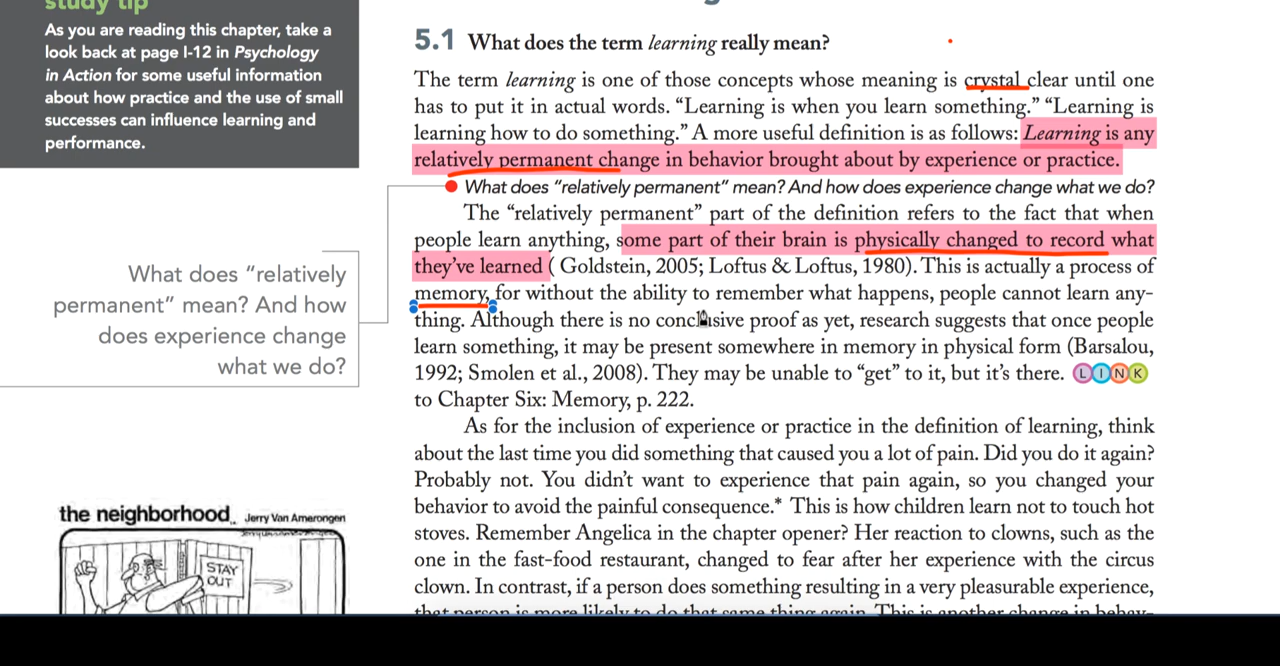 study tip
As you are reading this chapter, take a
look back at page I-12 in Psychology
in Action for some useful information
about how practice and the use of small
successes can influence learning and
performance.
5.1 What does the term learning really mean?
The term learning is one of those concepts whose meaning is crystal clear until one
has to put it in actual words. “Learning is when you learn something.” “Learning is
learning how to do something.” A more useful definition is as follows: Learning is any
relatively permanent change in behavior brought about by experience or practice.
What does “relatively permanent” mean? And how does experience change what we do?
The “relatively permanent” part of the definition refers to the fact that when
people learn anything, some part of their brain is physically changed to record what
they’ve learned ( Goldstein, 2005; Loftus & Loftus, 1980). This is actually a process of
memory, for without the ability to remember what happens, people cannot learn any-
thing. Although there is no conclusive proof as yet, research suggests that once people
learn something, it may be present somewhere in memory in physical form (Barsalou,
1992; Smolen et al., 2008). They may be unable to “get” to it, but it’s there. LINK
to Chapter Six: Memory, p. 222.
As for the inclusion of experience or practice in the definition of learning, think
about the last time you did something that caused you a lot of pain. Did you do it again?
Probably not. You didn’t want to experience that pain again, so you changed your
behavior to avoid the painful consequence.* This is how children learn not to touch hot
stoves. Remember Angelica in the chapter opener? Her reaction to clowns, such as the
one in the fast-food restaurant, changed to fear after her experience with the circus
clown. In contrast, if a person does something resulting in a very pleasurable experience,
that person is more likely to do that same thing again. This is another change in behav-
What does “relatively
permanent” mean? And how
does experience change
what we do?
the neighborhood Jerry Van Amerongen
STAY
OUT